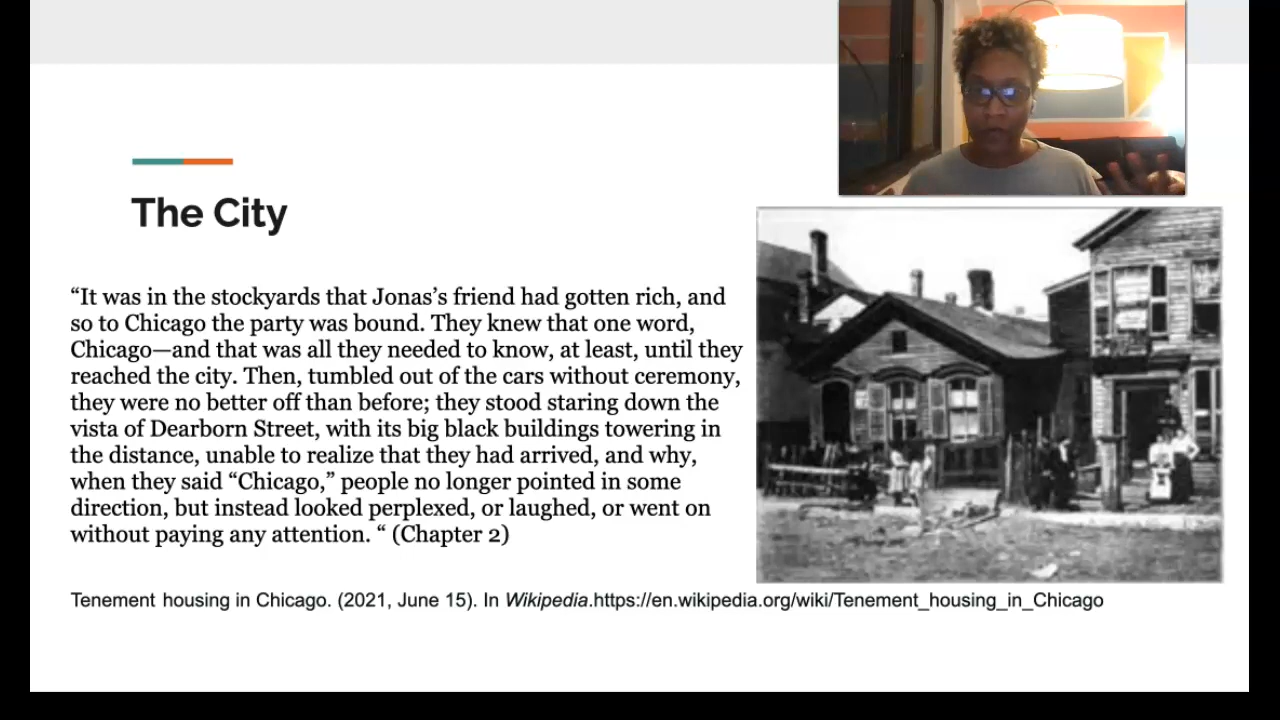 The City
“It was in the stockyards that Jonas’s friend had gotten rich, and
so to Chicago the party was bound. They knew that one word,
Chicago—and that was all they needed to know, at least, until they
reached the city. Then, tumbled out of the cars without ceremony,
they were no better off than before; they stood staring down the
vista of Dearborn Street, with its big black buildings towering in
the distance, unable to realize that they had arrived, and why,
when they said “Chicago,” people no longer pointed in some
direction, but instead looked perplexed, or laughed, or went on
without paying any attention. “ (Chapter 2)
Tenement housing in Chicago. (2021, June 15). In Wikipedia.https://en.wikipedia.org/wiki/Tenement_housing_in_Chicago